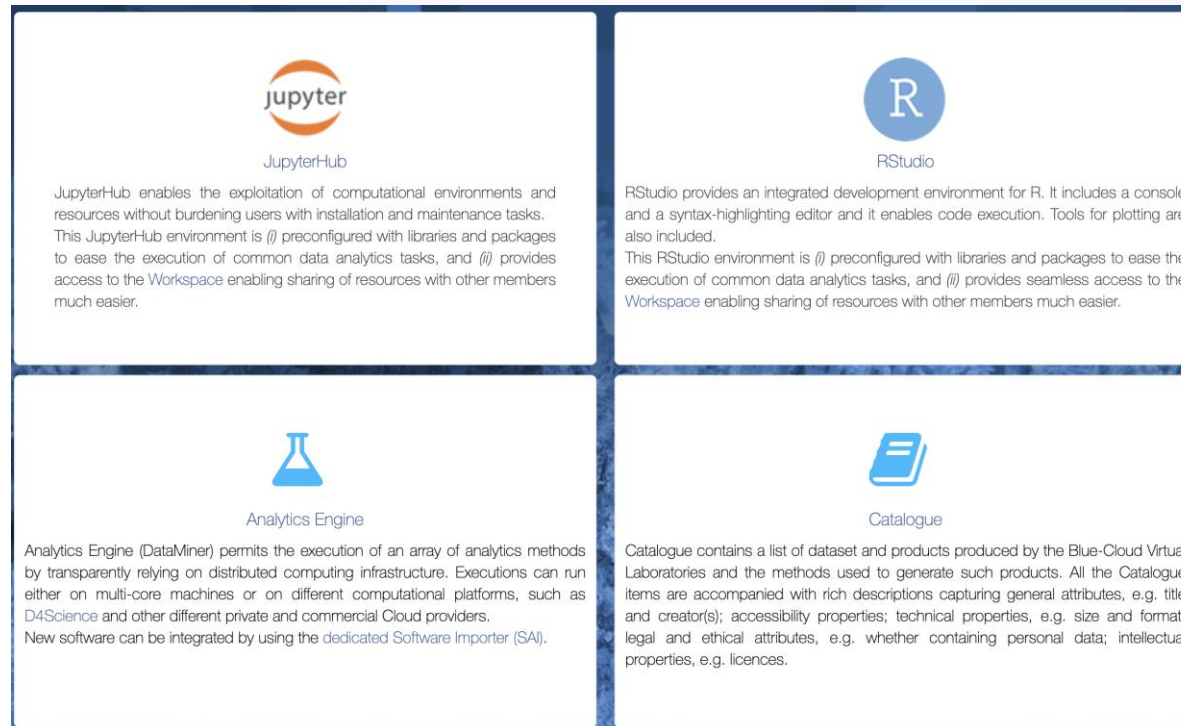 jupyter
JupyterHub
JupyterHub enables the exploitation of computational environments and
resources without burdening users with installation and maintenance tasks.
This JupyterHub environment is (i) preconfigured with libraries and packages
to ease the execution of common data analytics tasks, and (ii) provides
access to the Workspace enabling sharing of resources with other members
much easier.
R
RStudio
RStudio provides an integrated development environment for R. It includes a console
and a syntax-highlighting editor and it enables code execution. Tools for plotting are
also included.
This RStudio environment is (i) preconfigured with libraries and packages to ease the
execution of common data analytics tasks, and (ii) provides seamless access to the
Workspace enabling sharing of resources with other members much easier.
Analytics Engine
Analytics Engine (DataMiner) permits the execution of an array of analytics methods
by transparently relying on distributed computing infrastructure. Executions can run
either on multi-core machines or on different computational platforms, such as
D4Science and other different private and commercial Cloud providers.
New software can be integrated by using the dedicated Software Importer (SAI).
Catalogue
Catalogue contains a list of dataset and products produced by the Blue-Cloud Virtua
Laboratories and the methods used to generate such products. All the Catalogue
items are accompanied with rich descriptions capturing general attributes, e.g. title
and creator(s); accessibility properties; technical properties, e.g. size and format
legal and ethical attributes, e.g. whether containing personal data; intellectua
properties, e.g. licences.